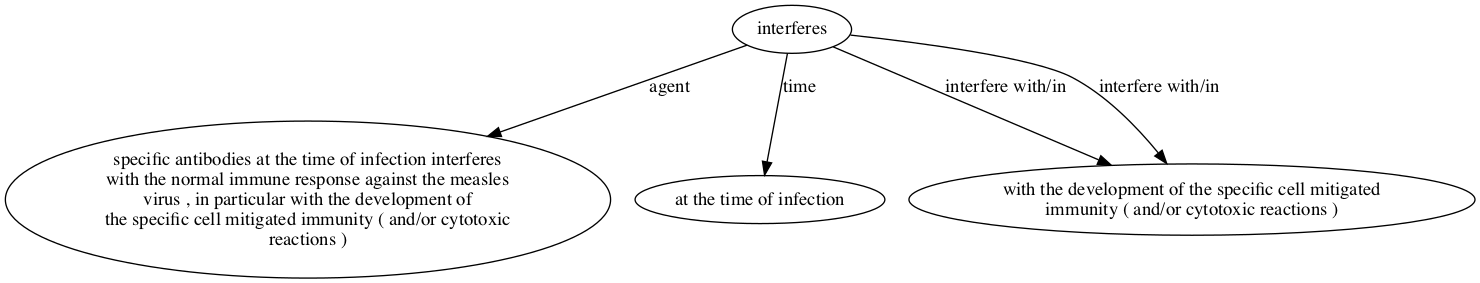 interferes
agent
time
interfere with/in
interfere with/in
specific antibodies at the time of infection interferes
with the normal immune response against the measles
virus , in particular with the development of
the specific cell mitigated immunity ( and/or cytotoxic
reactions )
at the time of infection
with the development of the specific cell mitigated
immunity ( and/or cytotoxic reactions )